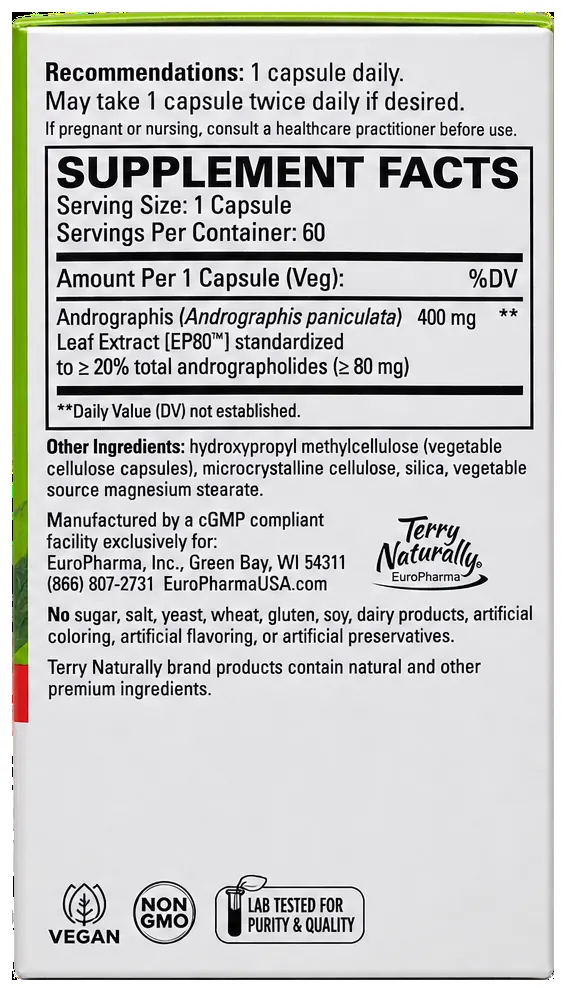 Recommendations: 1 capsule daily.
May take 1 capsule twice daily if desired.
If pregnant or nursing, consult a healthcare practitioner before use.
SUPPLEMENT FACTS
Serving Size: 1 Capsule
Servings Per Container: 60
Amount Per 1 Capsule (Veg): %DV
Andrographis (Andrographis paniculata) 400 mg **
Leaf Extract [EP80™] standardized
to ≥ 20% total andrographolides (≥ 80 mg)
**Daily Value (DV) not established.
Other Ingredients: hydroxypropyl methylcellulose (vegetable
cellulose capsules), microcrystalline cellulose, silica, vegetable
source magnesium stearate.
Manufactured by a cGMP compliant
facility exclusively for:
EuroPharma, Inc., Green Bay, WI 54311
(866) 807-2731 EuroPharmaUSA.com
Terry
Naturally®
EuroPharma
No sugar, salt, yeast, wheat, gluten, soy, dairy products, artificial
coloring, artificial flavoring, or artificial preservatives.
Terry Naturally brand products contain natural and other
premium ingredients.
VEGAN
NON
GMO
LAB TESTED FOR
PURITY & QUALITY